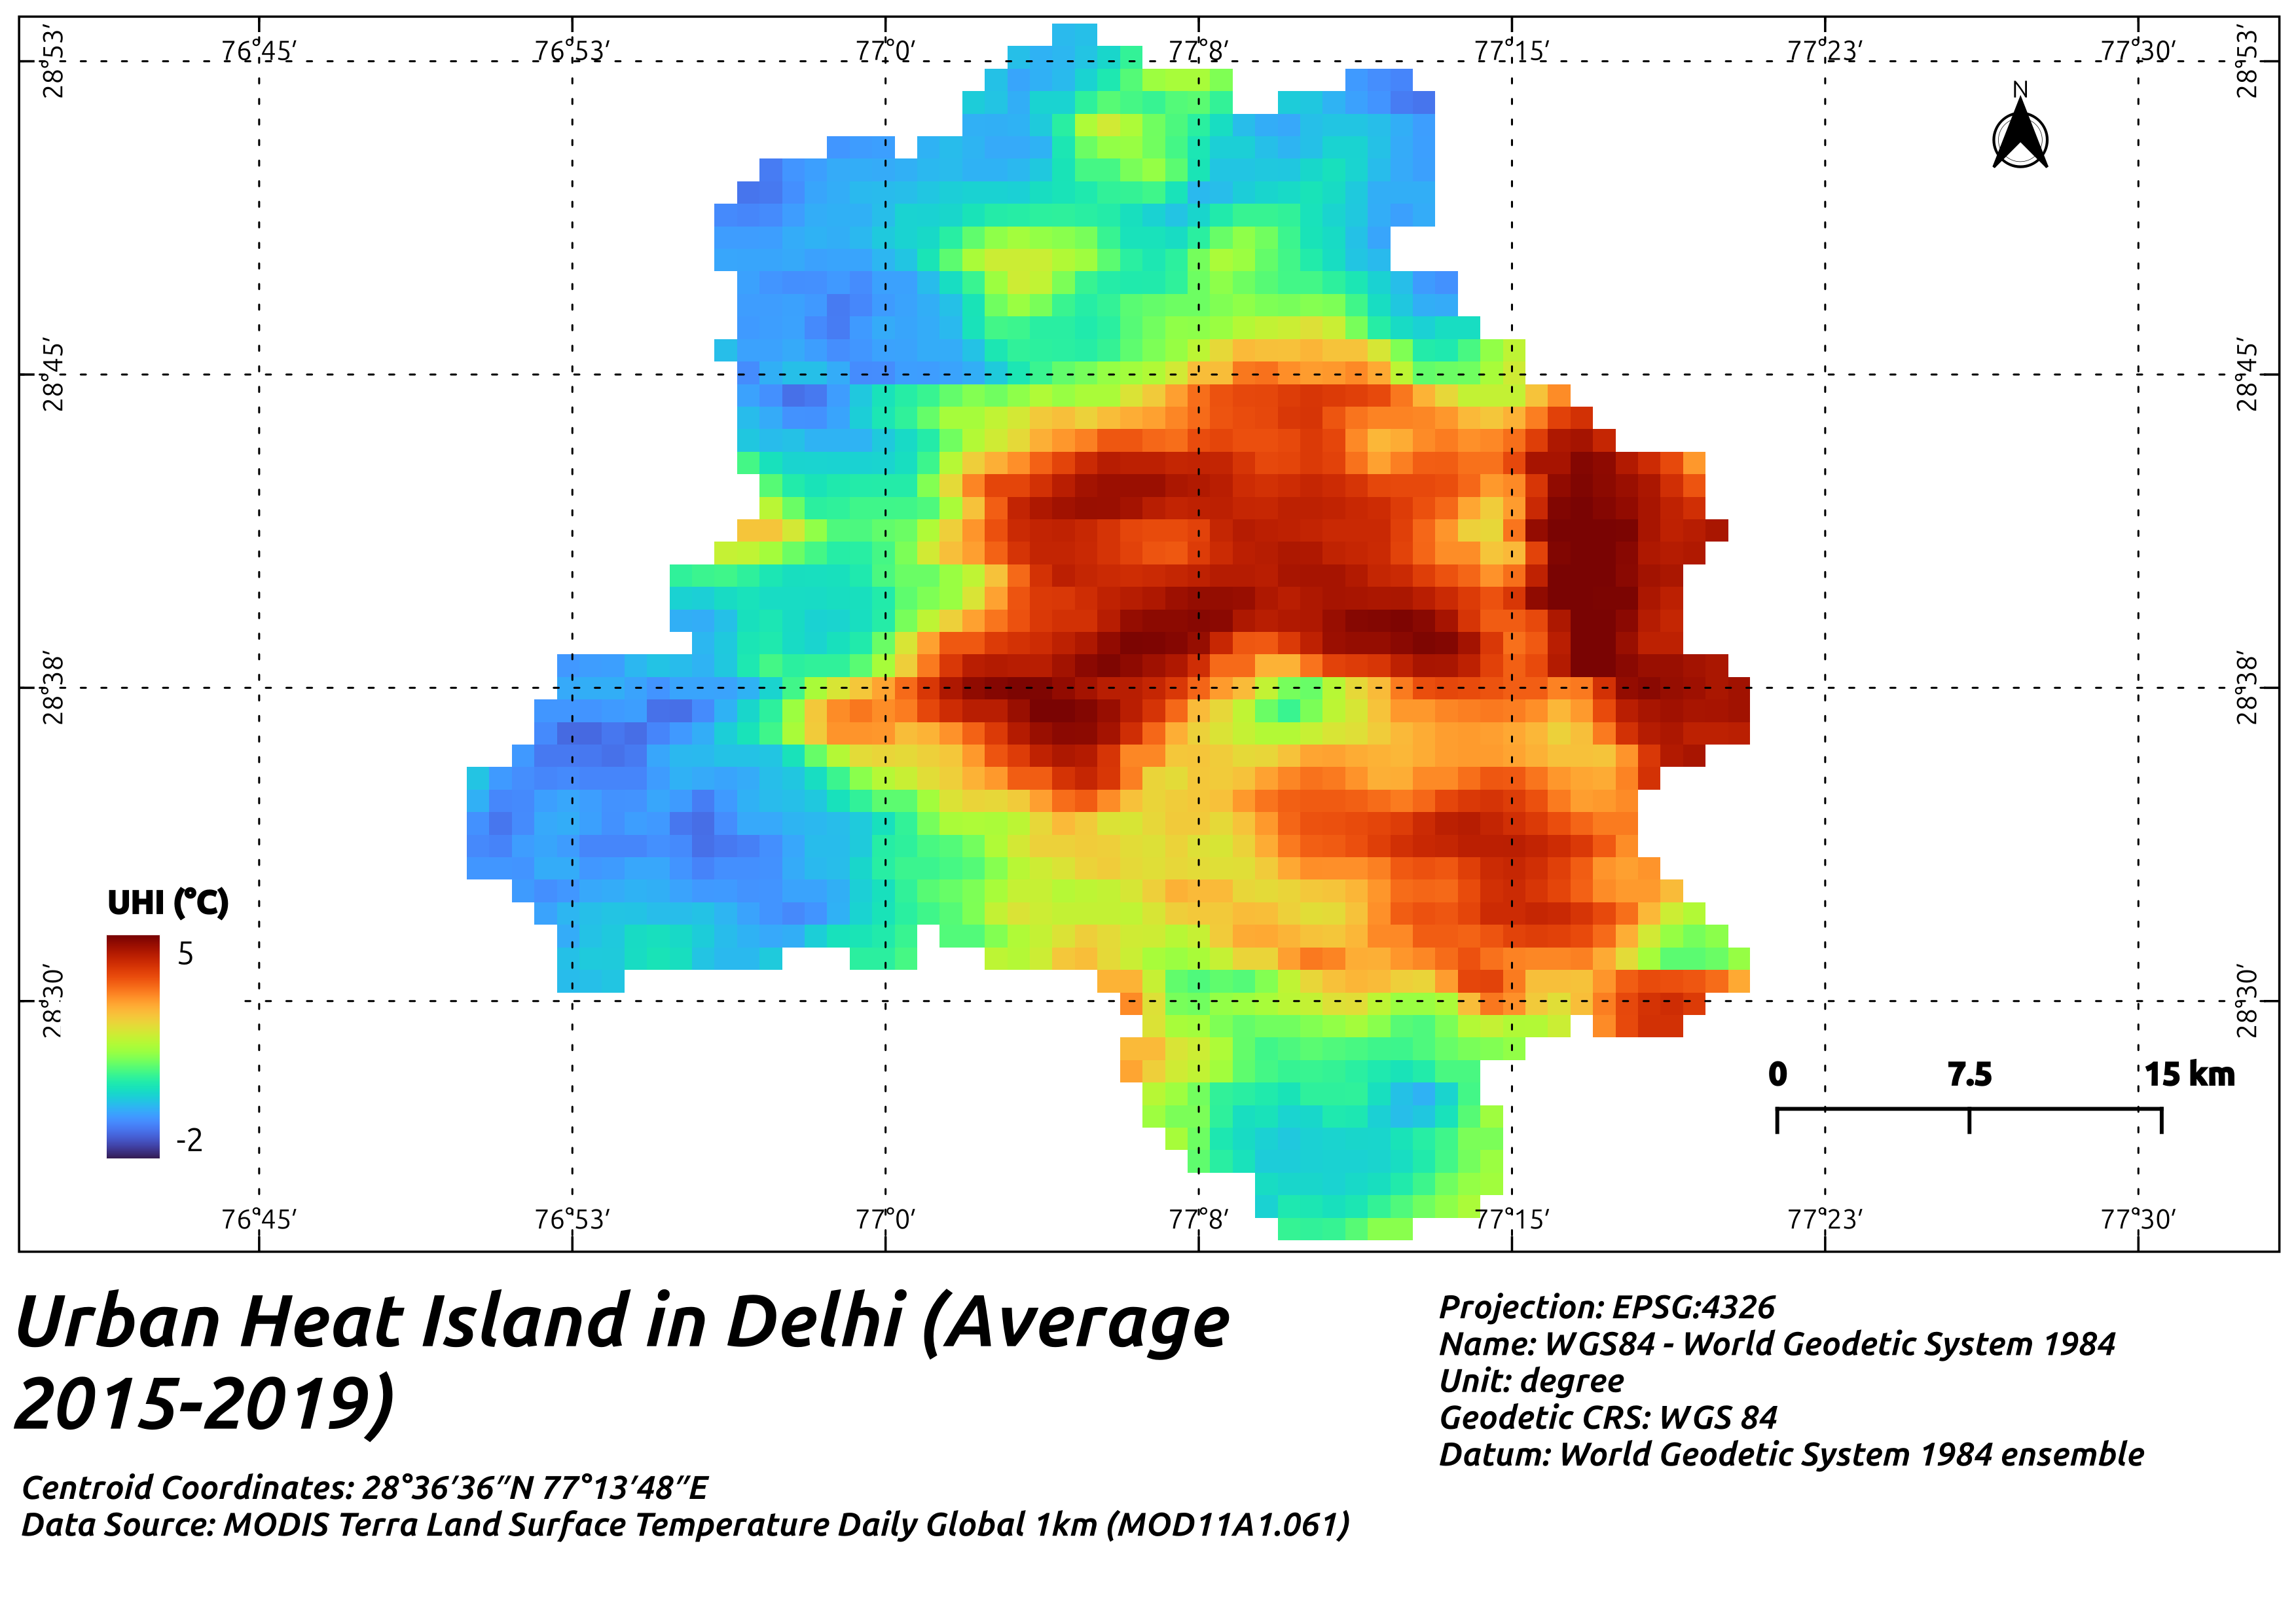 76°45′ 76°53′ 77°0′ 77°8′ 77°15′ 77°23′ 77°30′
28°53′ 28°53′
N
28°45′ 28°45′
28°38′ 28°38′
UHI (°C)
5
-2
28°30′ 28°30′
0 7.5 15 km
76°45′ 76°53′ 77°0′ 77°8′ 77°15′ 77°23′ 77°30′
Urban Heat Island in Delhi (Average
2015-2019)
Centroid Coordinates: 28°36′36″N 77°13′48″E
Data Source: MODIS Terra Land Surface Temperature Daily Global 1km (MOD11A1.061)
Projection: EPSG:4326
Name: WGS84 - World Geodetic System 1984
Unit: degree
Geodetic CRS: WGS 84
Datum: World Geodetic System 1984 ensemble